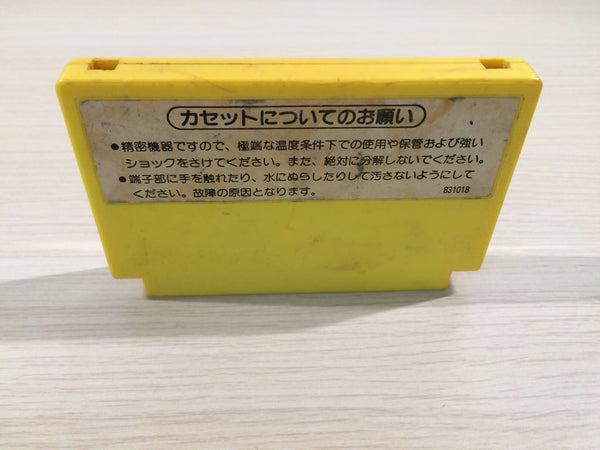 カセットについてのお願い
●精密機器ですので、極端な温度条件下での使用や保管および強い
ショックをさけてください。また、絶対に分解しないでください。
●端子部に手を触れたり、水にぬらしたりして汚さないようにして
ください。故障の原因となります。
831018